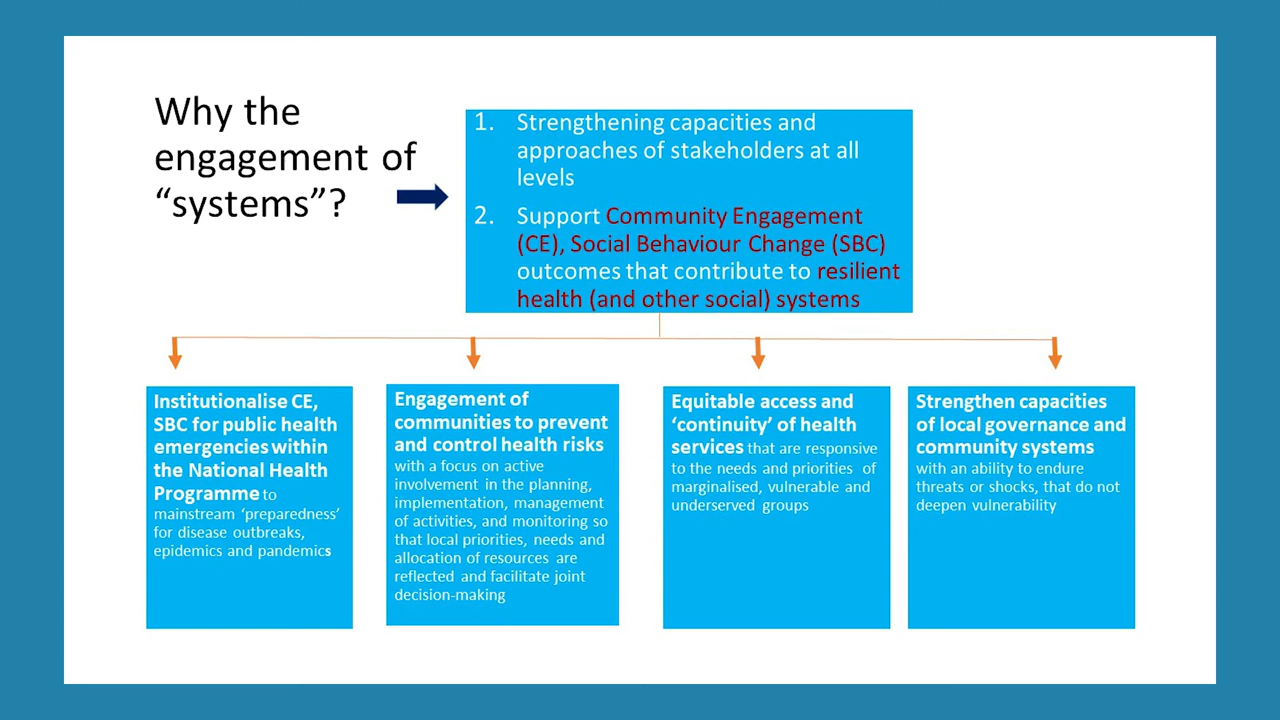 Why the
engagement of
“systems”?
1. Strengthening capacities and
approaches of stakeholders at all
levels
2. Support Community Engagement
(CE), Social Behaviour Change (SBC)
outcomes that contribute to resilient
health (and other social) systems
Institutionalise CE,
SBC for public health
emergencies within
the National Health
Programme to
mainstream ‘preparedness’
for disease outbreaks,
epidemics and pandemics
Engagement of
communities to prevent
and control health risks
with a focus on active
involvement in the planning,
implementation, management
of activities, and monitoring so
that local priorities, needs and
allocation of resources are
reflected and facilitate joint
decision-making
Equitable access and
‘continuity’ of health
services that are responsive
to the needs and priorities of
marginalised, vulnerable and
underserved groups
Strengthen capacities
of local governance and
community systems
with an ability to endure
threats or shocks, that do not
deepen vulnerability